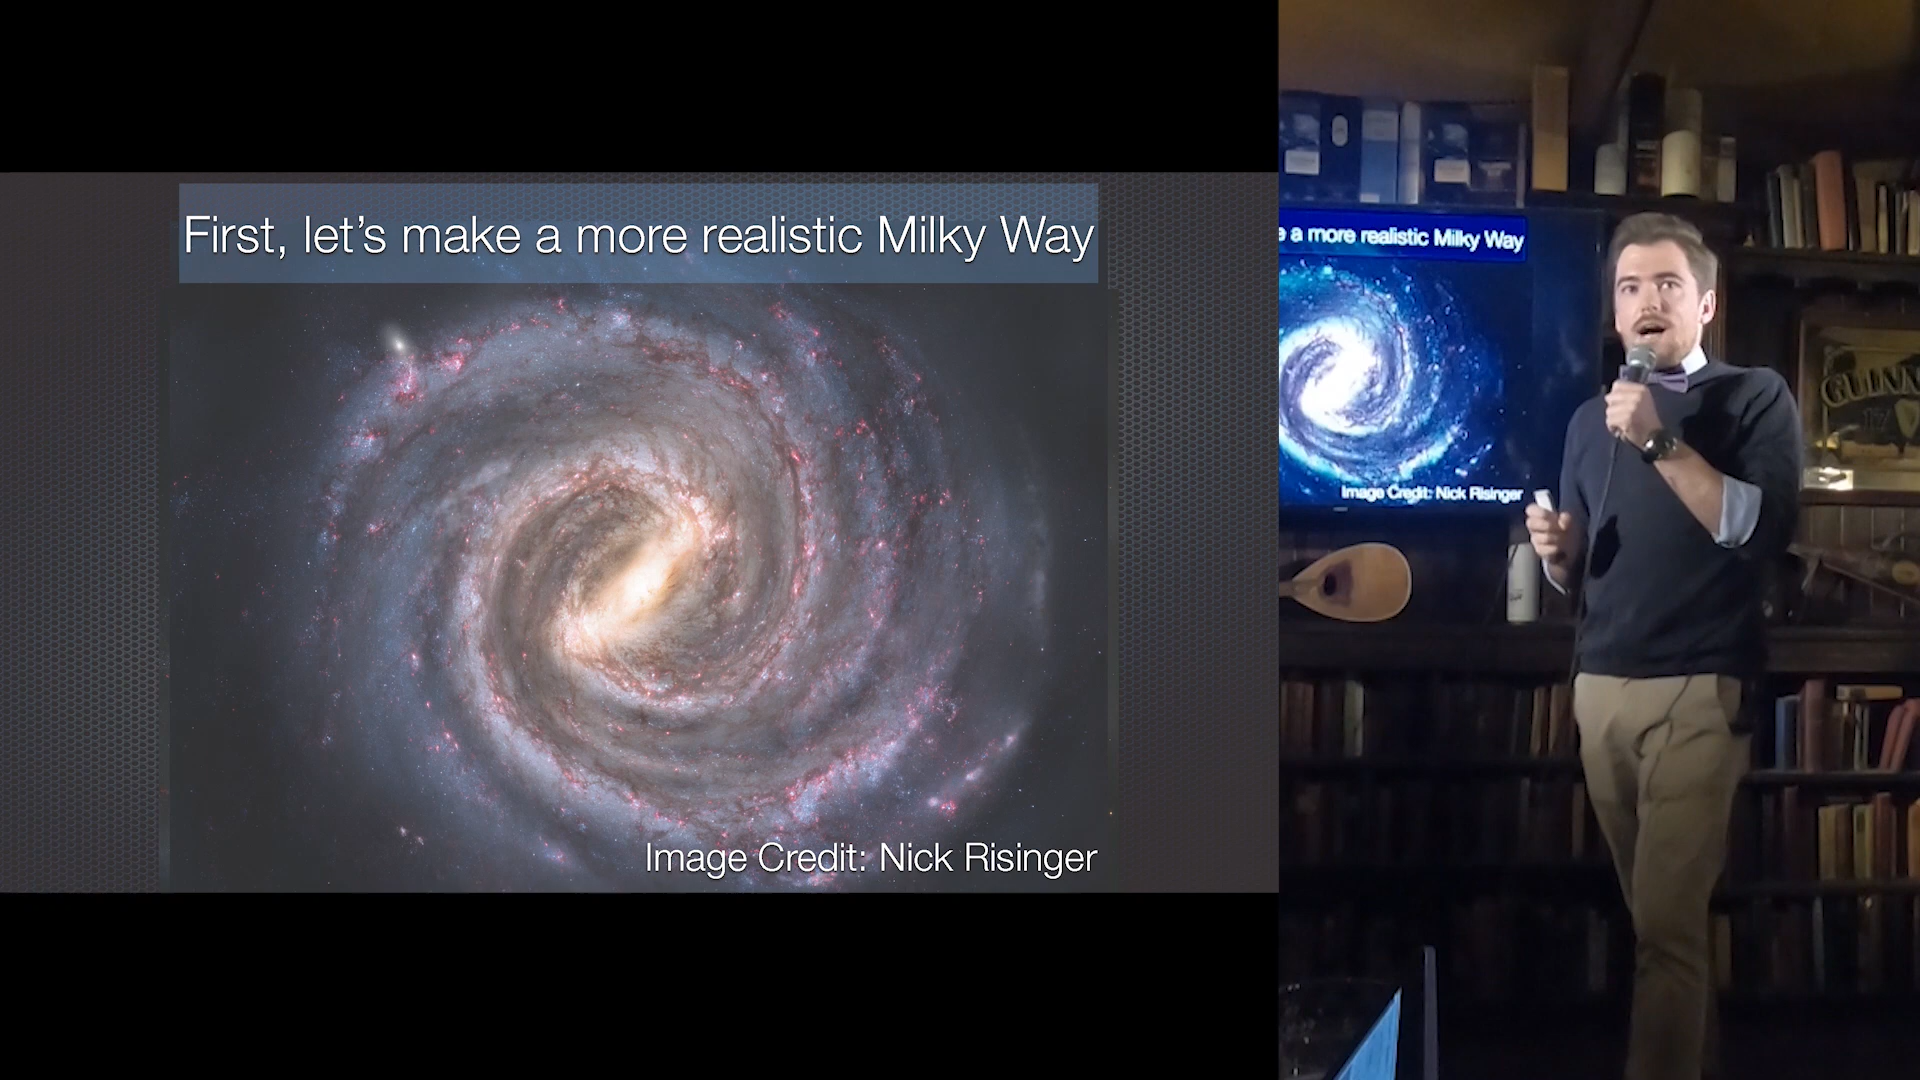 First, let's make a more realistic Milky Way
Image Credit: Nick Risinger
a more realistic Milky Way
Image Credit: Nick Risinger
17